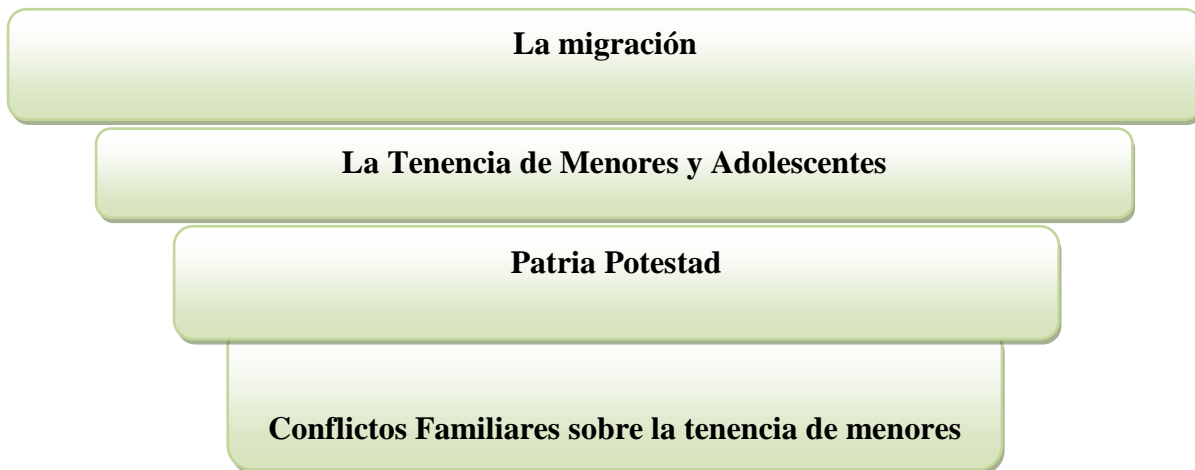 La migración
La Tenencia de Menores y Adolescentes
Patria Potestad
Conflictos Familiares sobre la tenencia de menores